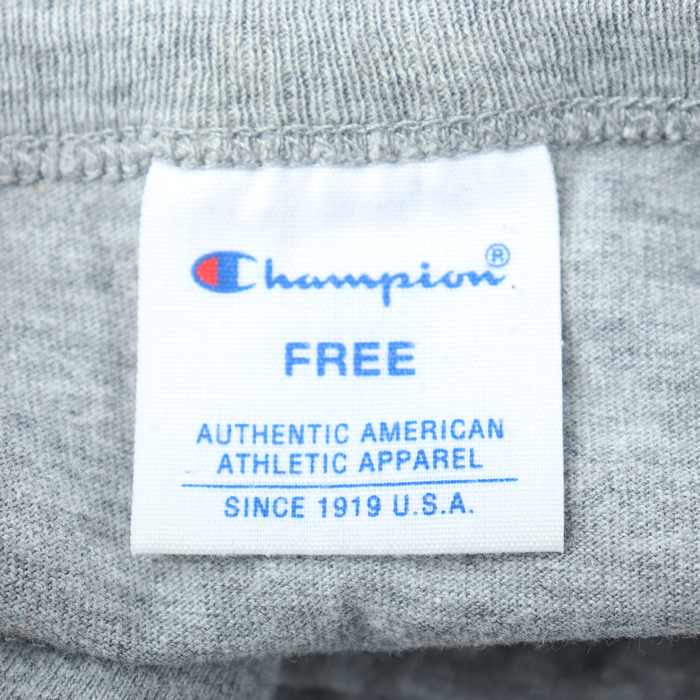 Champion®
FREE
AUTHENTIC AMERICAN
ATHLETIC APPAREL
SINCE 1919 U.S.A.